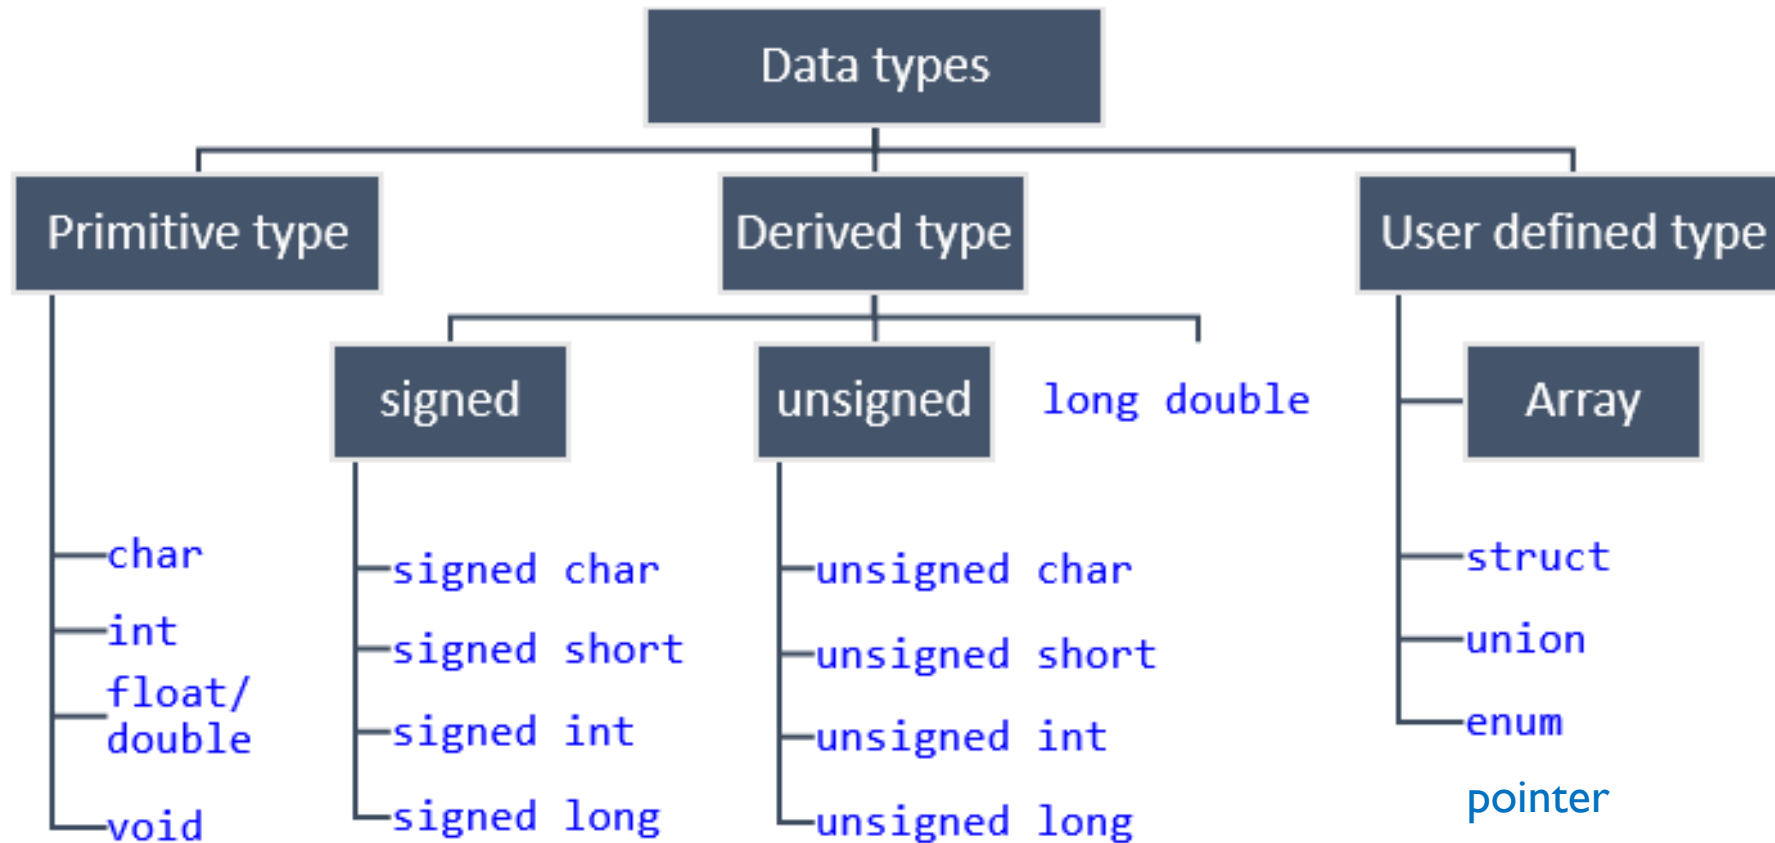 Data types
Primitive type
Derived type
User defined type
signed
unsigned
long double
Array
char
int
float/
double
void
signed char
signed short
signed int
signed long
unsigned char
unsigned short
unsigned int
unsigned long
struct
union
enum
pointer